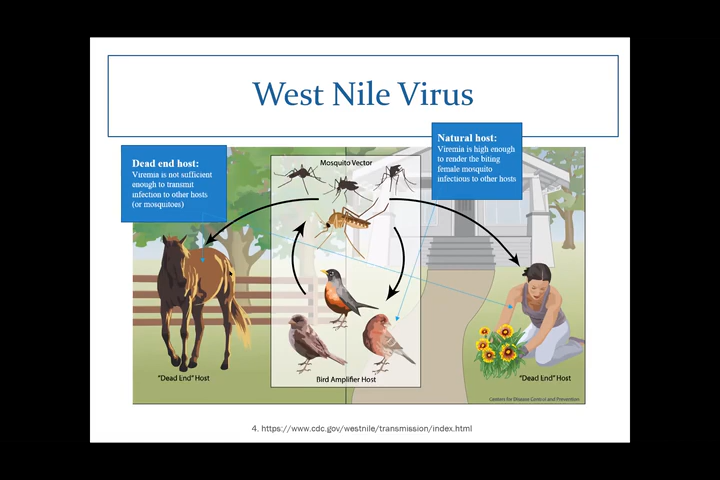 West Nile Virus
Natural host:
Viremia is high enough
to render the biting
female mosquito
infectious to other hosts
Dead end host:
Viremia is not sufficient
enough to transmit
infection to other hosts
(or mosquitoes)
Mosquito Vector
"Dead End" Host
Bird Amplifier Host
"Dead End" Host
Centers for Disease Control and Prevention
4. https://www.cdc.gov/westnile/transmission/index.html